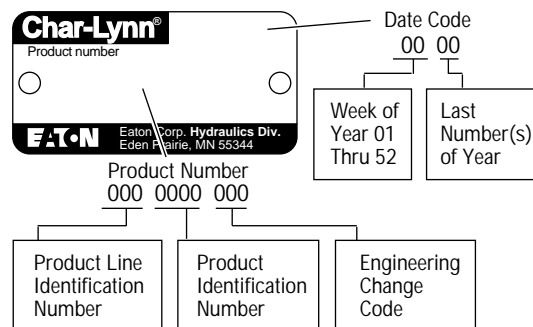 Char-Lynn®
Product number
EATON Eaton Corp. Hydraulics Div.
Eden Prairie, MN 55344
Date Code
00 00
Week of
Year 01
Thru 52
Last
Number(s)
of Year
Product Number
000 0000 000
Product Line
Identification
Number
Product
Identification
Number
Engineering
Change
Code